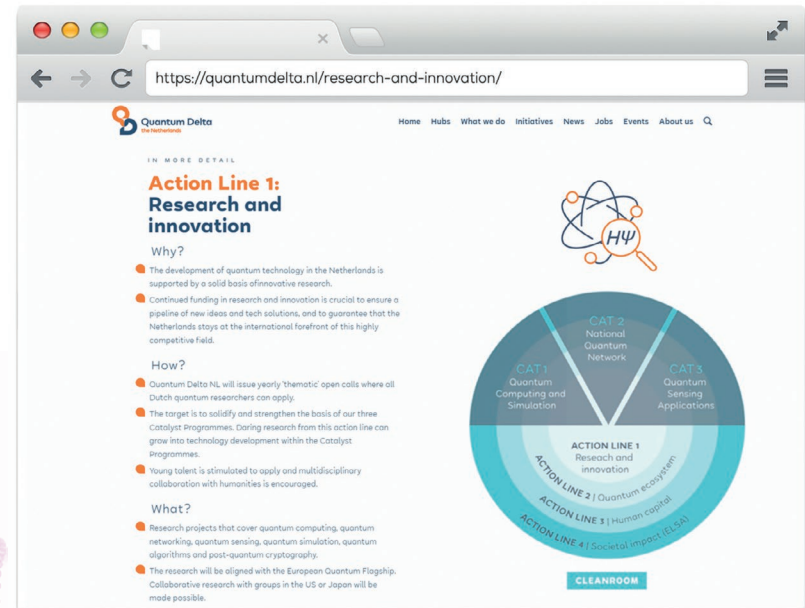 https://quantumdelta.nl/research-and-innovation/
Quantum Delta
the Netherlands
Home Hubs What we do Initiatives News Jobs Events About us
IN MORE DETAIL
Action Line 1:
Research and
innovation
Why?
The development of quantum technology in the Netherlands is
supported by a solid basis ofinnovative research.
Continued funding in research and innovation is crucial to ensure a
pipeline of new ideas and tech solutions, and to guarantee that the
Netherlands stays at the international forefront of this highly
competitive field.
How?
Quantum Delta NL will issue yearly 'thematic' open calls where all
Dutch quantum researchers can apply.
The target is to solidify and strengthen the basis of our three
Catalyst Programmes. Daring research from this action line can
grow into technology development within the Catalyst
Programmes.
Young talent is stimulated to apply and multidisciplinary
collaboration with humanities is encouraged.
What?
Research projects that cover quantum computing, quantum
networking, quantum sensing, quantum simulation, quantum
algorithms and post-quantum cryptography.
The research will be aligned with the European Quantum Flagship.
Collaborative research with groups in the US or Japan will be
made possible.
HΨ
CAT 1
Quantum
Computing and
Simulation
CAT 2
National
Quantum
Network
CAT 3
Quantum
Sensing
Applications
ACTION LINE 1
Reseach and
innovation
ACTION LINE 2 | Quantum ecosystem
ACTION LINE 3 | Human capital
ACTION LINE 4 | Societal impact (ELSA)
CLEANROOM